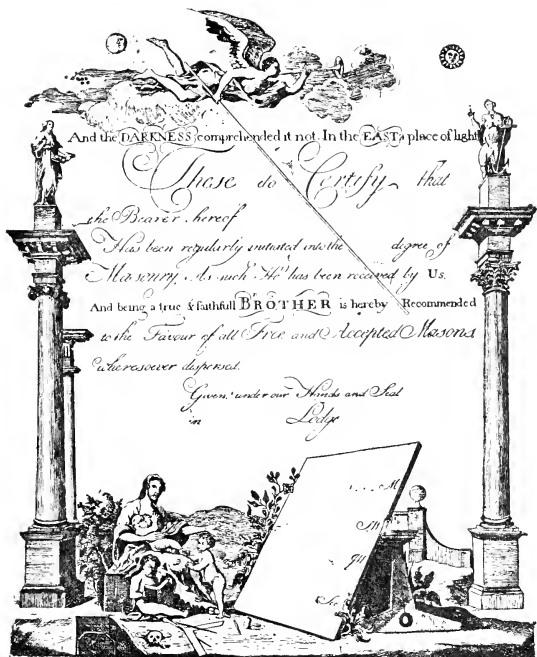 And the DARKNESS comprehended it not. In the EAST a place of light
These do Certify that
the Bearer hereof
Has been regularly initiated into the degree of
Masonry, As such He has been received by Us.
And being a true & faithfull BROTHER is hereby Recommended
to the Favour of all Free and Accepted Masons
wheresoever dispersed.
Given under our Hands and Seal
in Lodge
M
SW
JW
Sec